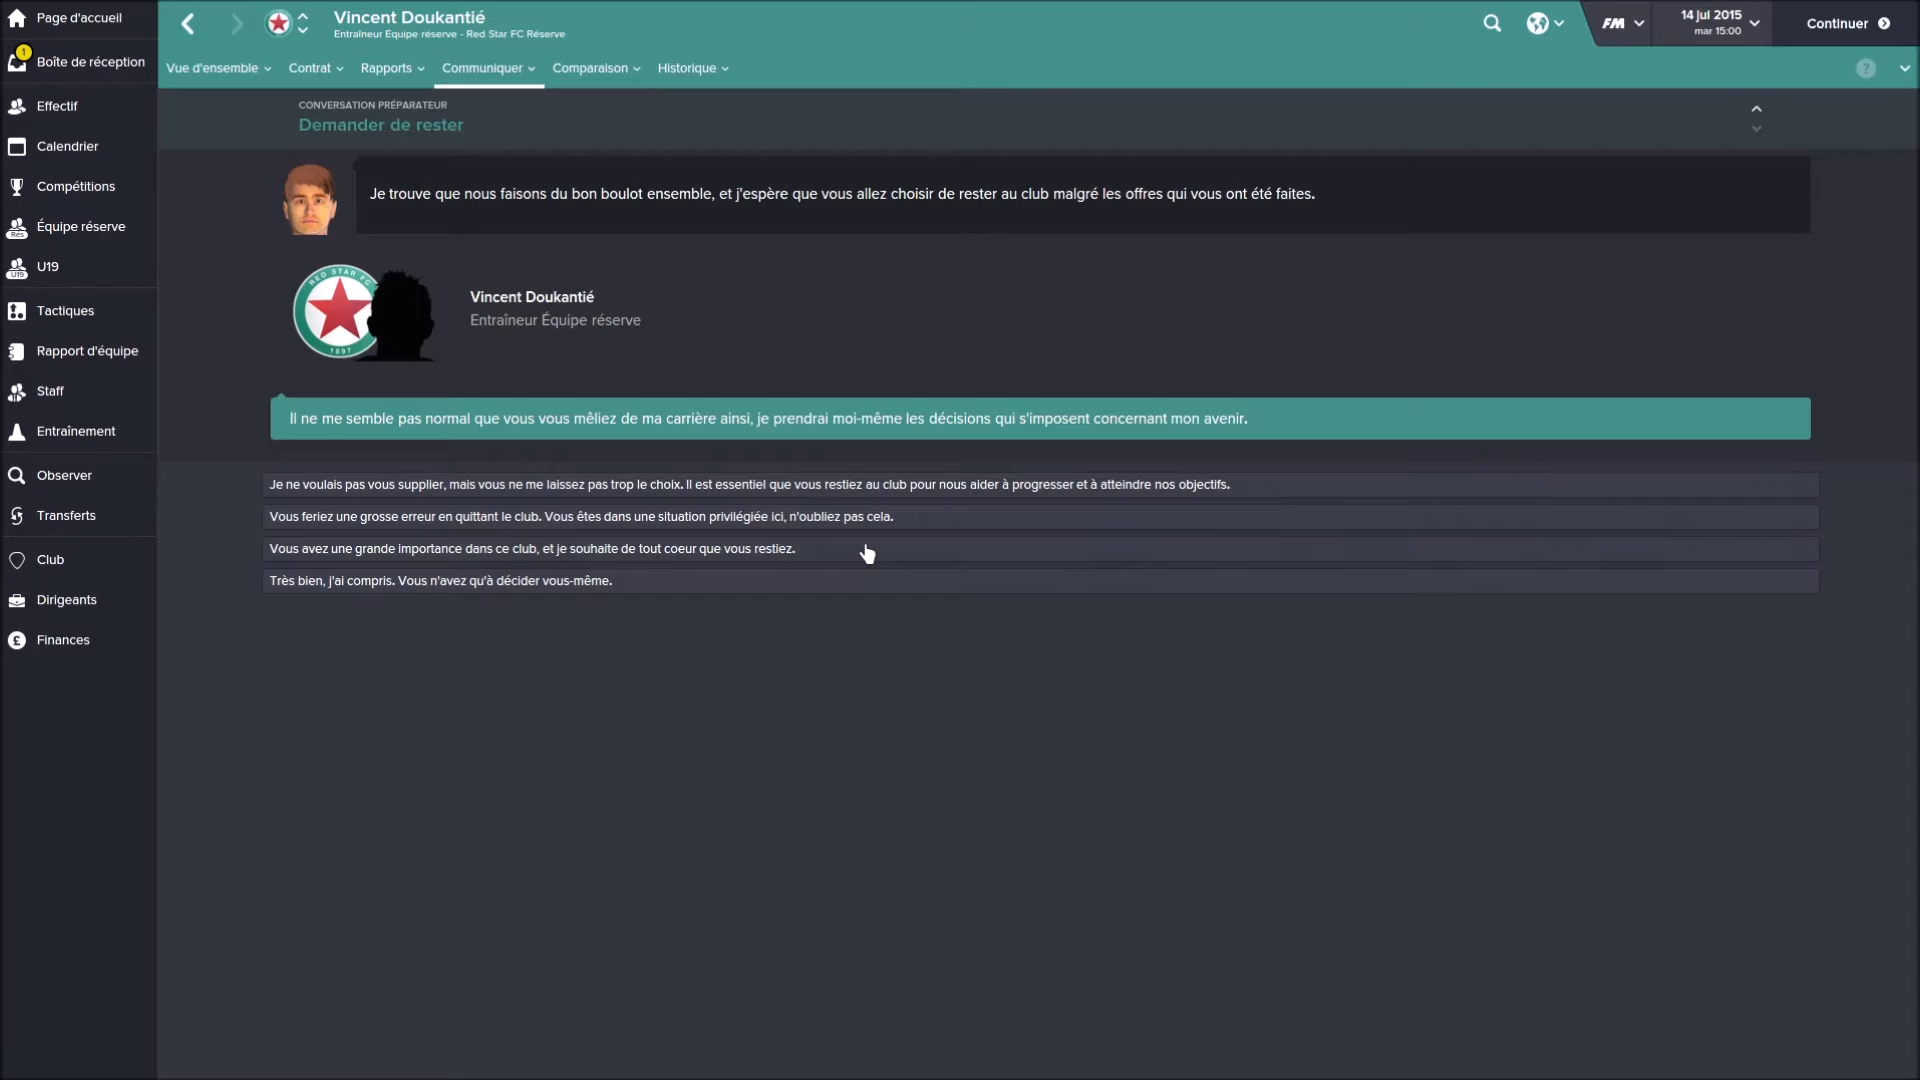 Page d'accueil
1
Boîte de réception
Effectif
Calendrier
Compétitions
Rés
Équipe réserve
U19
U19
Tactiques
Rapport d'équipe
Staff
Entraînement
Observer
Transferts
Club
Dirigeants
£
Finances
Vincent Doukantié
Entraîneur Équipe réserve - Red Star FC Réserve
FM
14 jui 2015
mar 15:00
Continuer
Vue d'ensemble
Contrat
Rapports
Communiquer
Comparaison
Historique
?
CONVERSATION PRÉPARATEUR
Demander de rester
Je trouve que nous faisons du bon boulot ensemble, et j'espère que vous allez choisir de rester au club malgré les offres qui vous ont été faites.
RED STAR FC
1897
Vincent Doukantié
Entraîneur Équipe réserve
Il ne me semble pas normal que vous vous mêliez de ma carrière ainsi, je prendrai moi-même les décisions qui s'imposent concernant mon avenir.
Je ne voulais pas vous supplier, mais vous ne me laissez pas trop le choix. Il est essentiel que vous restiez au club pour nous aider à progresser et à atteindre nos objectifs.
Vous feriez une grosse erreur en quittant le club. Vous êtes dans une situation privilégiée ici, n'oubliez pas cela.
Vous avez une grande importance dans ce club, et je souhaite de tout coeur que vous restiez.
Très bien, j'ai compris. Vous n'avez qu'à décider vous-même.